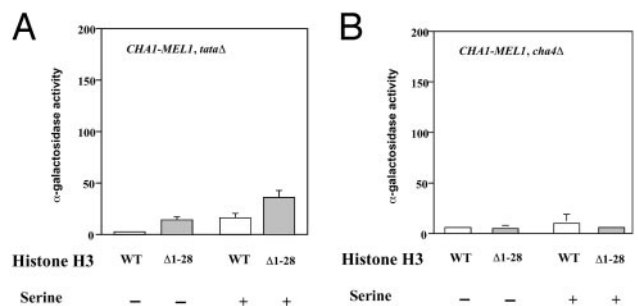 A
CHA1-MEL1, tataΔ
α-galactosidase activity
200
150
100
50
0
Histone H3 WT Δ1-28 WT Δ1-28
Serine – – + +
B
CHA1-MEL1, cha4Δ
α-galactosidase activity
200
150
100
50
0
Histone H3 WT Δ1-28 WT Δ1-28
Serine – – + +